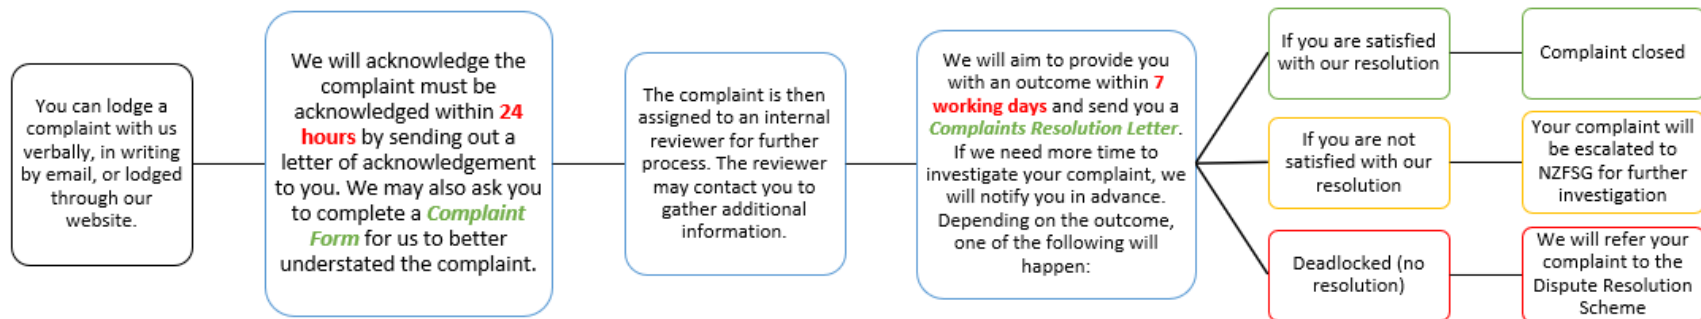 You can lodge a
complaint with us
verbally, in writing
by email, or lodged
through our
website.
We will acknowledge the
complaint must be
acknowledged within 24
hours by sending out a
letter of acknowledgement
to you. We may also ask you
to complete a Complaint
Form for us to better
understated the complaint.
The complaint is then
assigned to an internal
reviewer for further
process. The reviewer
may contact you to
gather additional
information.
We will aim to provide you
with an outcome within 7
working days and send you a
Complaints Resolution Letter.
If we need more time to
investigate your complaint, we
will notify you in advance.
Depending on the outcome,
one of the following will
happen:
If you are satisfied
with our resolution
Complaint closed
If you are not
satisfied with our
resolution
Your complaint will
be escalated to
NZFSG for further
investigation
Deadlocked (no
resolution)
We will refer your
complaint to the
Dispute Resolution
Scheme